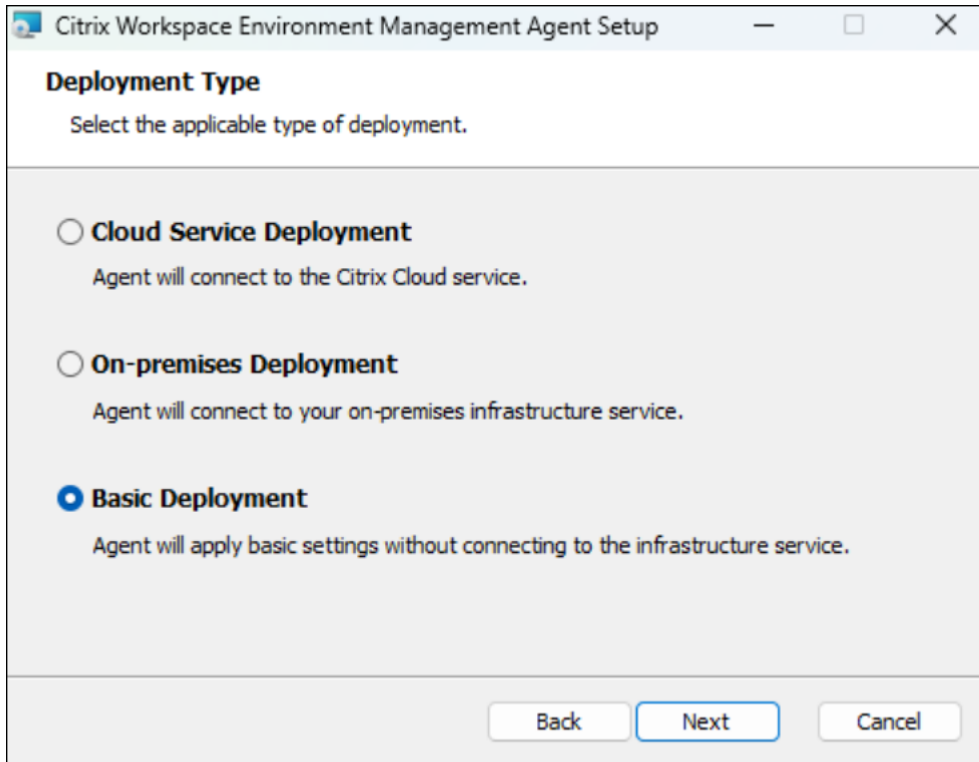 Citrix Workspace Environment Management Agent Setup
Deployment Type
Select the applicable type of deployment.
Cloud Service Deployment
Agent will connect to the Citrix Cloud service.
On-premises Deployment
Agent will connect to your on-premises infrastructure service.
Basic Deployment
Agent will apply basic settings without connecting to the infrastructure service.
Back Next Cancel